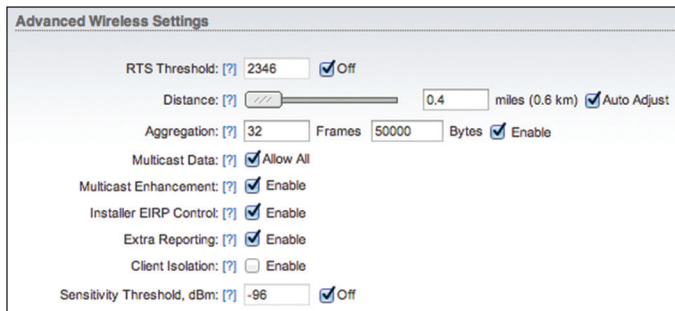 Advanced Wireless Settings
RTS Threshold: [?] 2346 Off
Distance: [?] 0.4 miles (0.6 km) Auto Adjust
Aggregation: [?] 32 Frames 50000 Bytes Enable
Multicast Data: [?] Allow All
Multicast Enhancement: [?] Enable
Installer EIRP Control: [?] Enable
Extra Reporting: [?] Enable
Client Isolation: [?] Enable
Sensitivity Threshold, dBm: [?] -96 Off